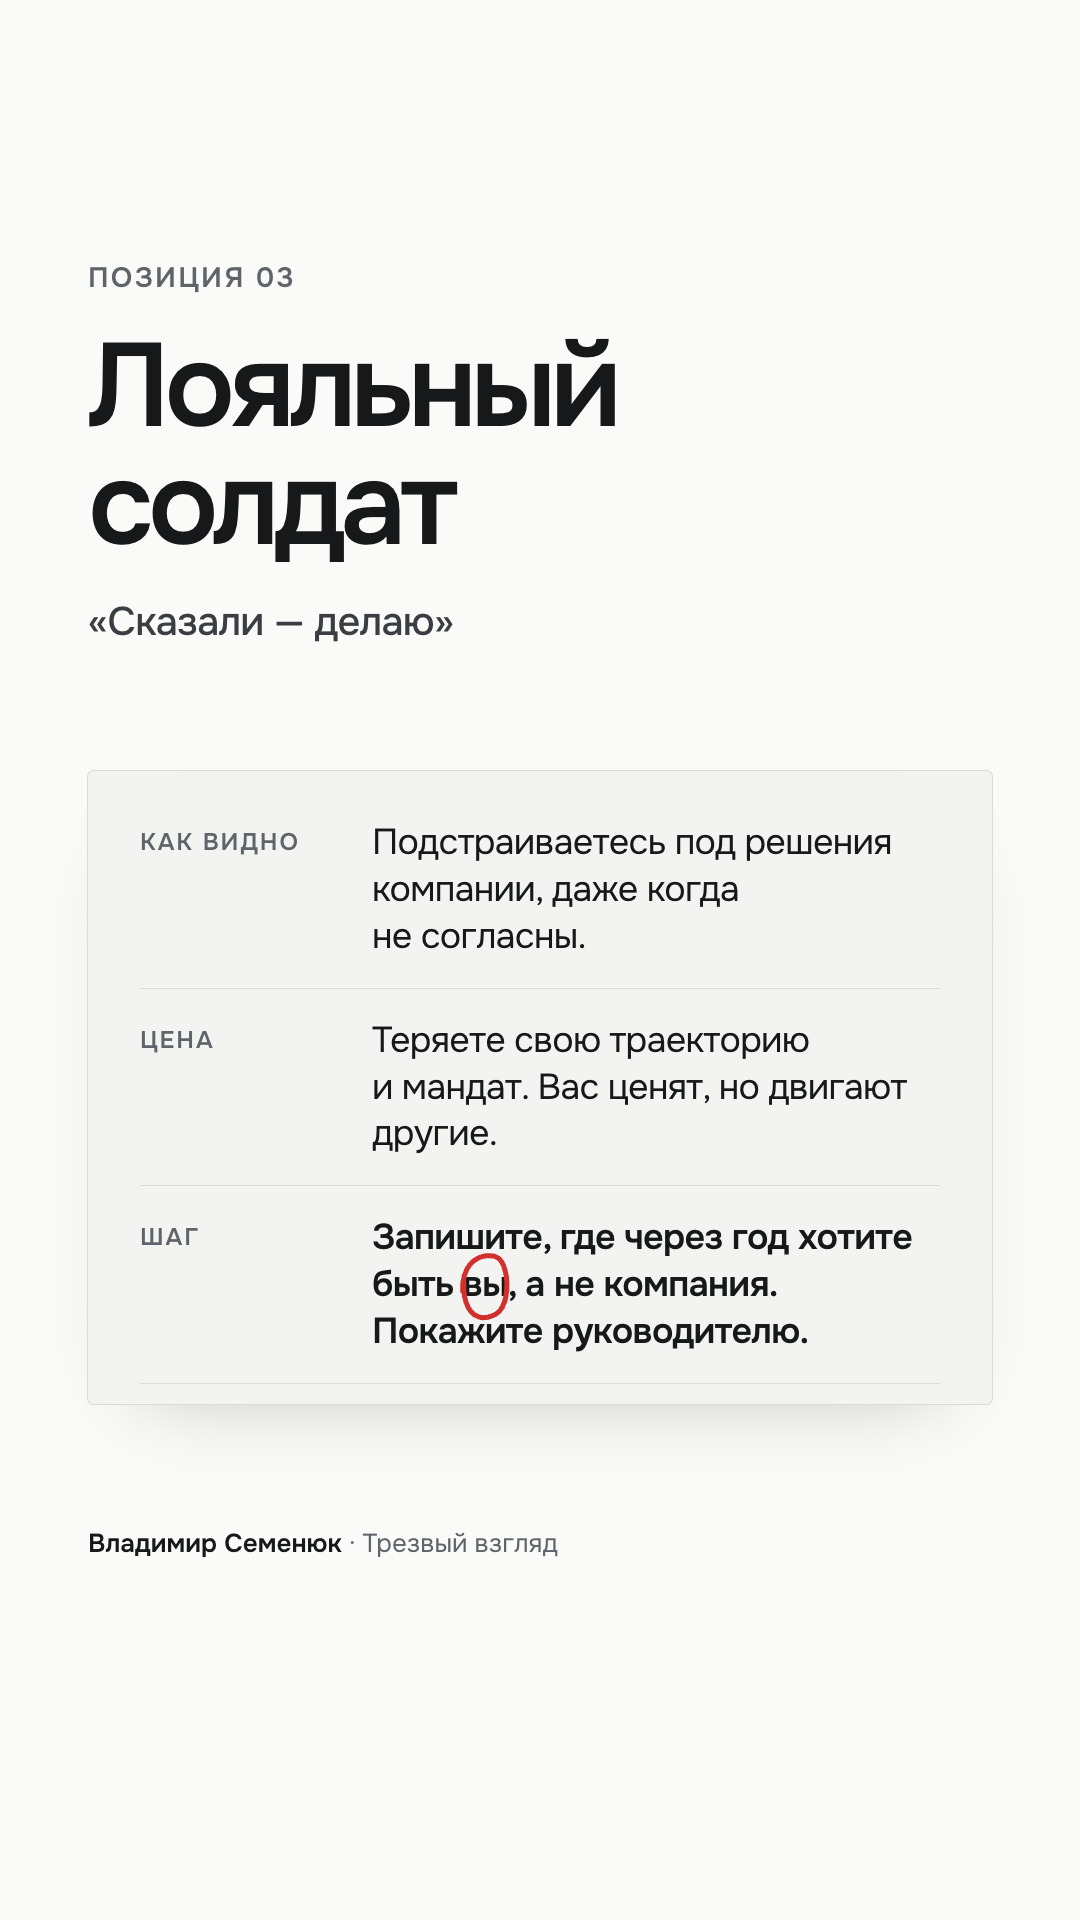 ПОЗИЦИЯ 03
Лояльный
солдат
«Сказали — делаю»
КАК ВИДНО
Подстраиваетесь под решения
компании, даже когда
не согласны.
ЦЕНА
Теряете свою траекторию
и мандат. Вас ценят, но двигают
другие.
ШАГ
Запишите, где через год хотите
быть вы, а не компания.
Покажите руководителю.
Владимир Семенюк · Трезвый взгляд